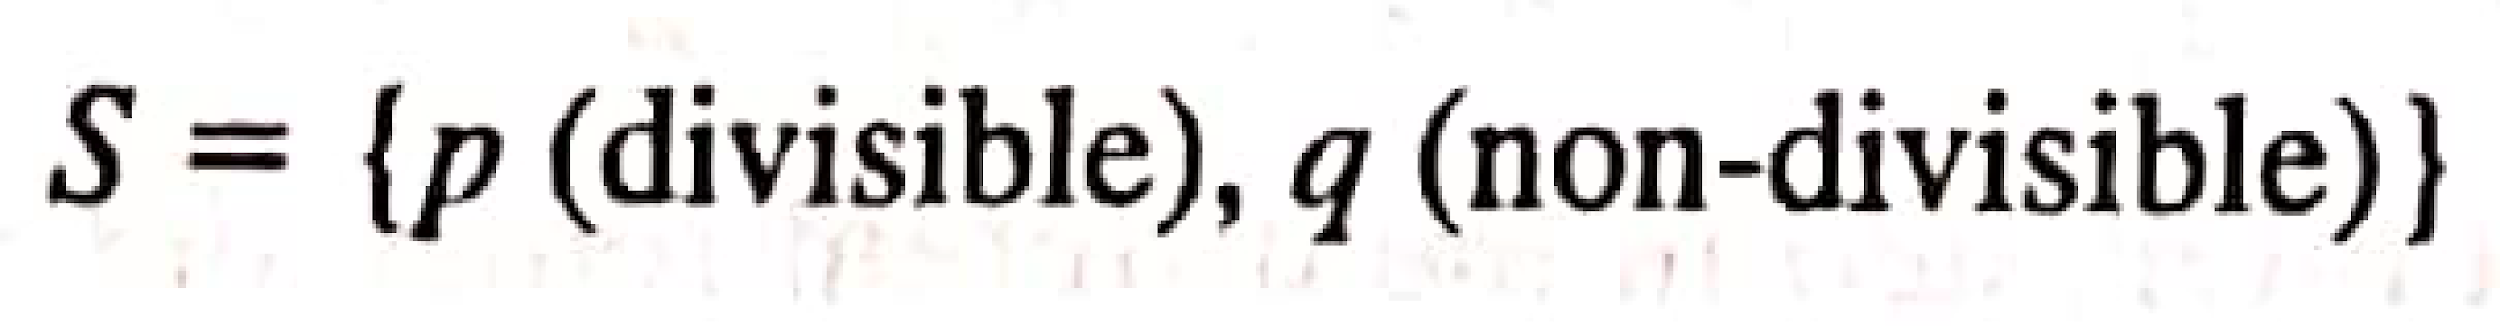 S = {p (divisible), q (non-divisible)}